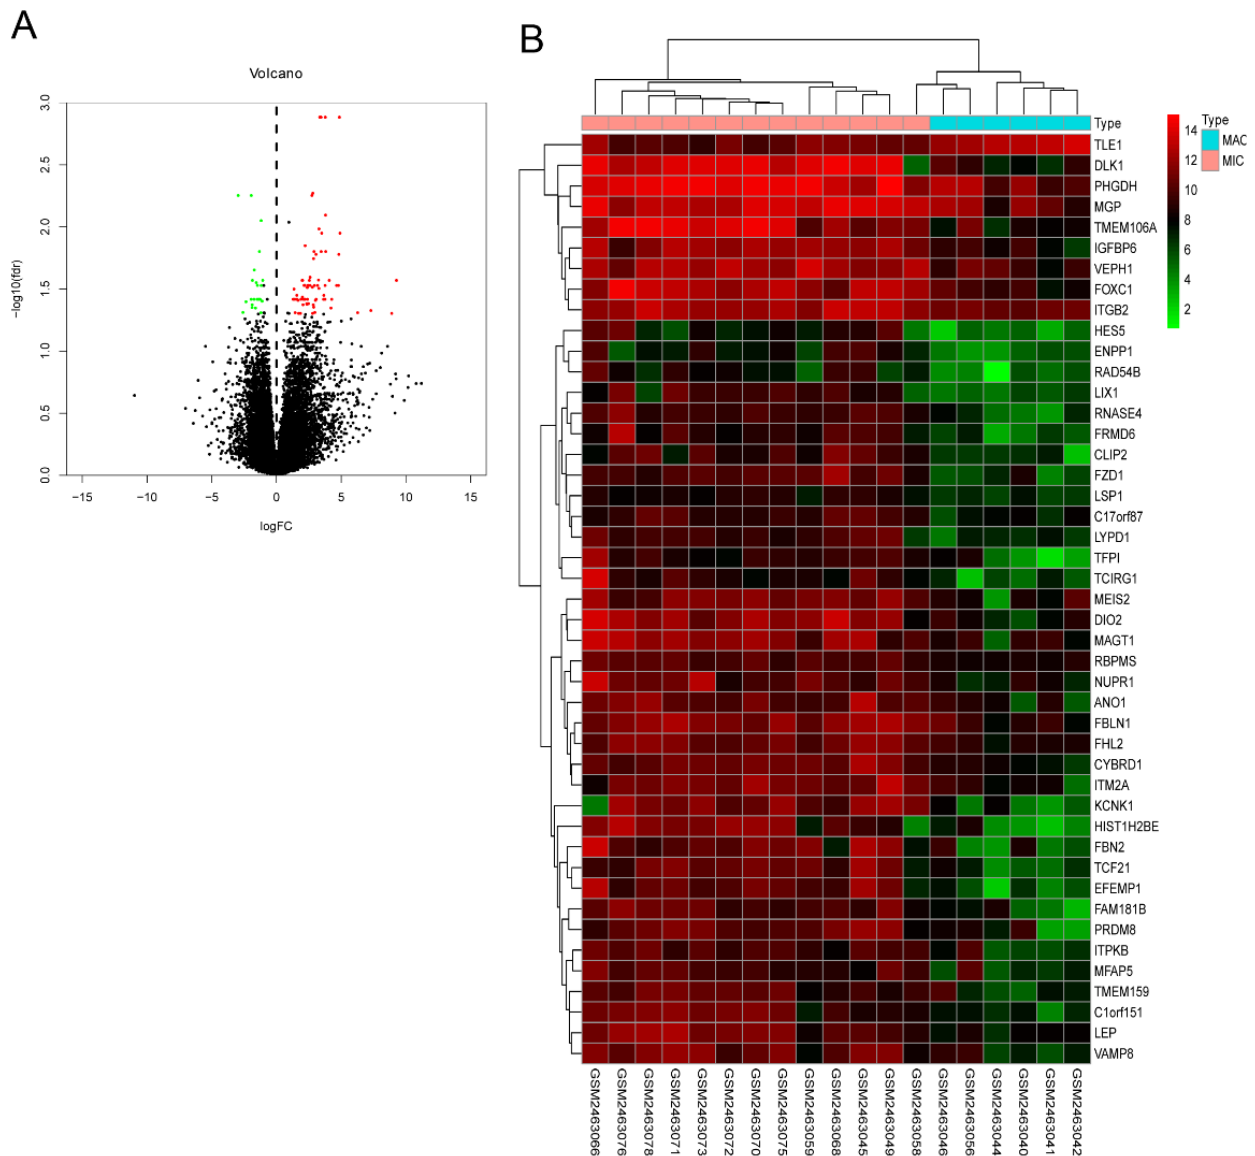 A
B
Volcano
3.0
2.5
2.0
1.5
1.0
0.5
0.0
−log10(fdr)
−15
−10
−5
0
5
10
15
logFC
Type
TLE1
DLK1
PHGDH
MGP
TMEM106A
IGFBP6
VEPH1
FOXC1
ITGB2
HES5
ENPP1
RAD54B
LIX1
RNASE4
FRMD6
CLIP2
FZD1
LSP1
C17orf87
LYPD1
TFPI
TCIRG1
MEIS2
DIO2
MAGT1
RBPMS
NUPR1
ANO1
FBLN1
FHL2
CYBRD1
ITM2A
KCNK1
HIST1H2BE
FBN2
TCF21
EFEMP1
FAM181B
PRDM8
ITPKB
MFAP5
TMEM159
C1orf151
LEP
VAMP8
14
12
10
8
6
4
2
Type
MAC
MIC
GSM2463066
GSM2463076
GSM2463078
GSM2463071
GSM2463073
GSM2463072
GSM2463070
GSM2463075
GSM2463059
GSM2463068
GSM2463045
GSM2463049
GSM2463058
GSM2463046
GSM2463056
GSM2463044
GSM2463040
GSM2463041
GSM2463042